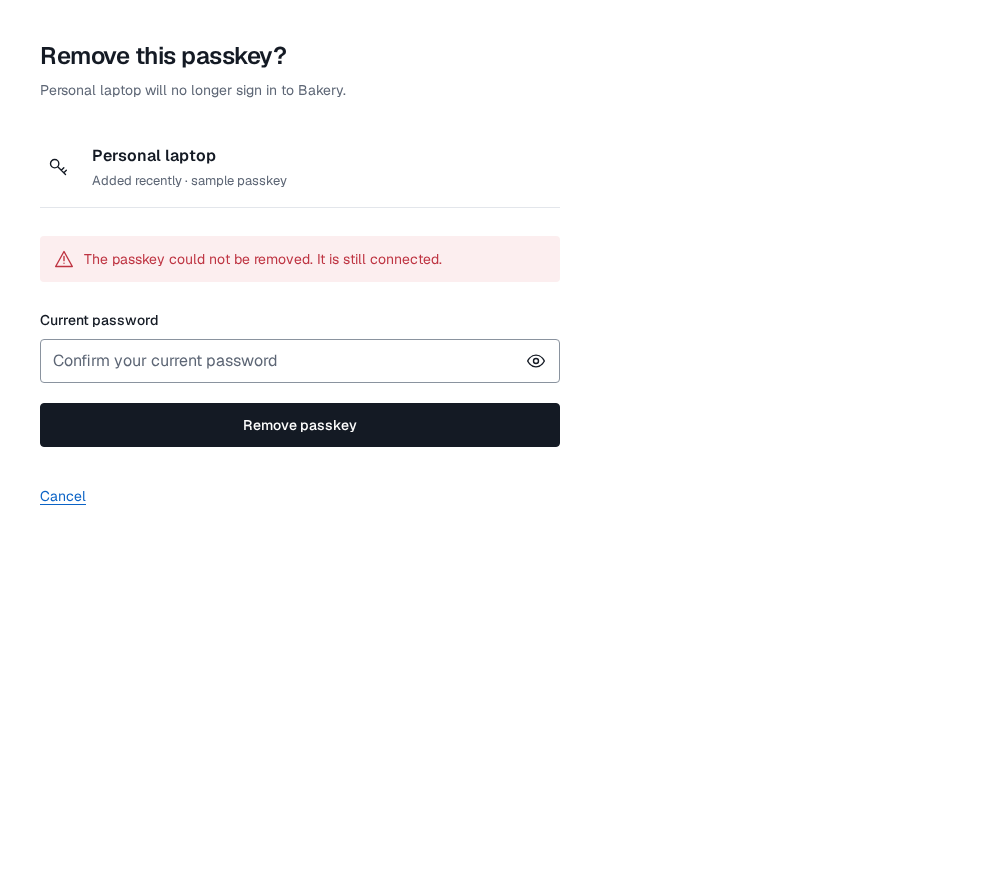 Remove this passkey?
Personal laptop will no longer sign in to Bakery.
Personal laptop
Added recently · sample passkey
The passkey could not be removed. It is still connected.
Current password
Confirm your current password
Remove passkey
Cancel